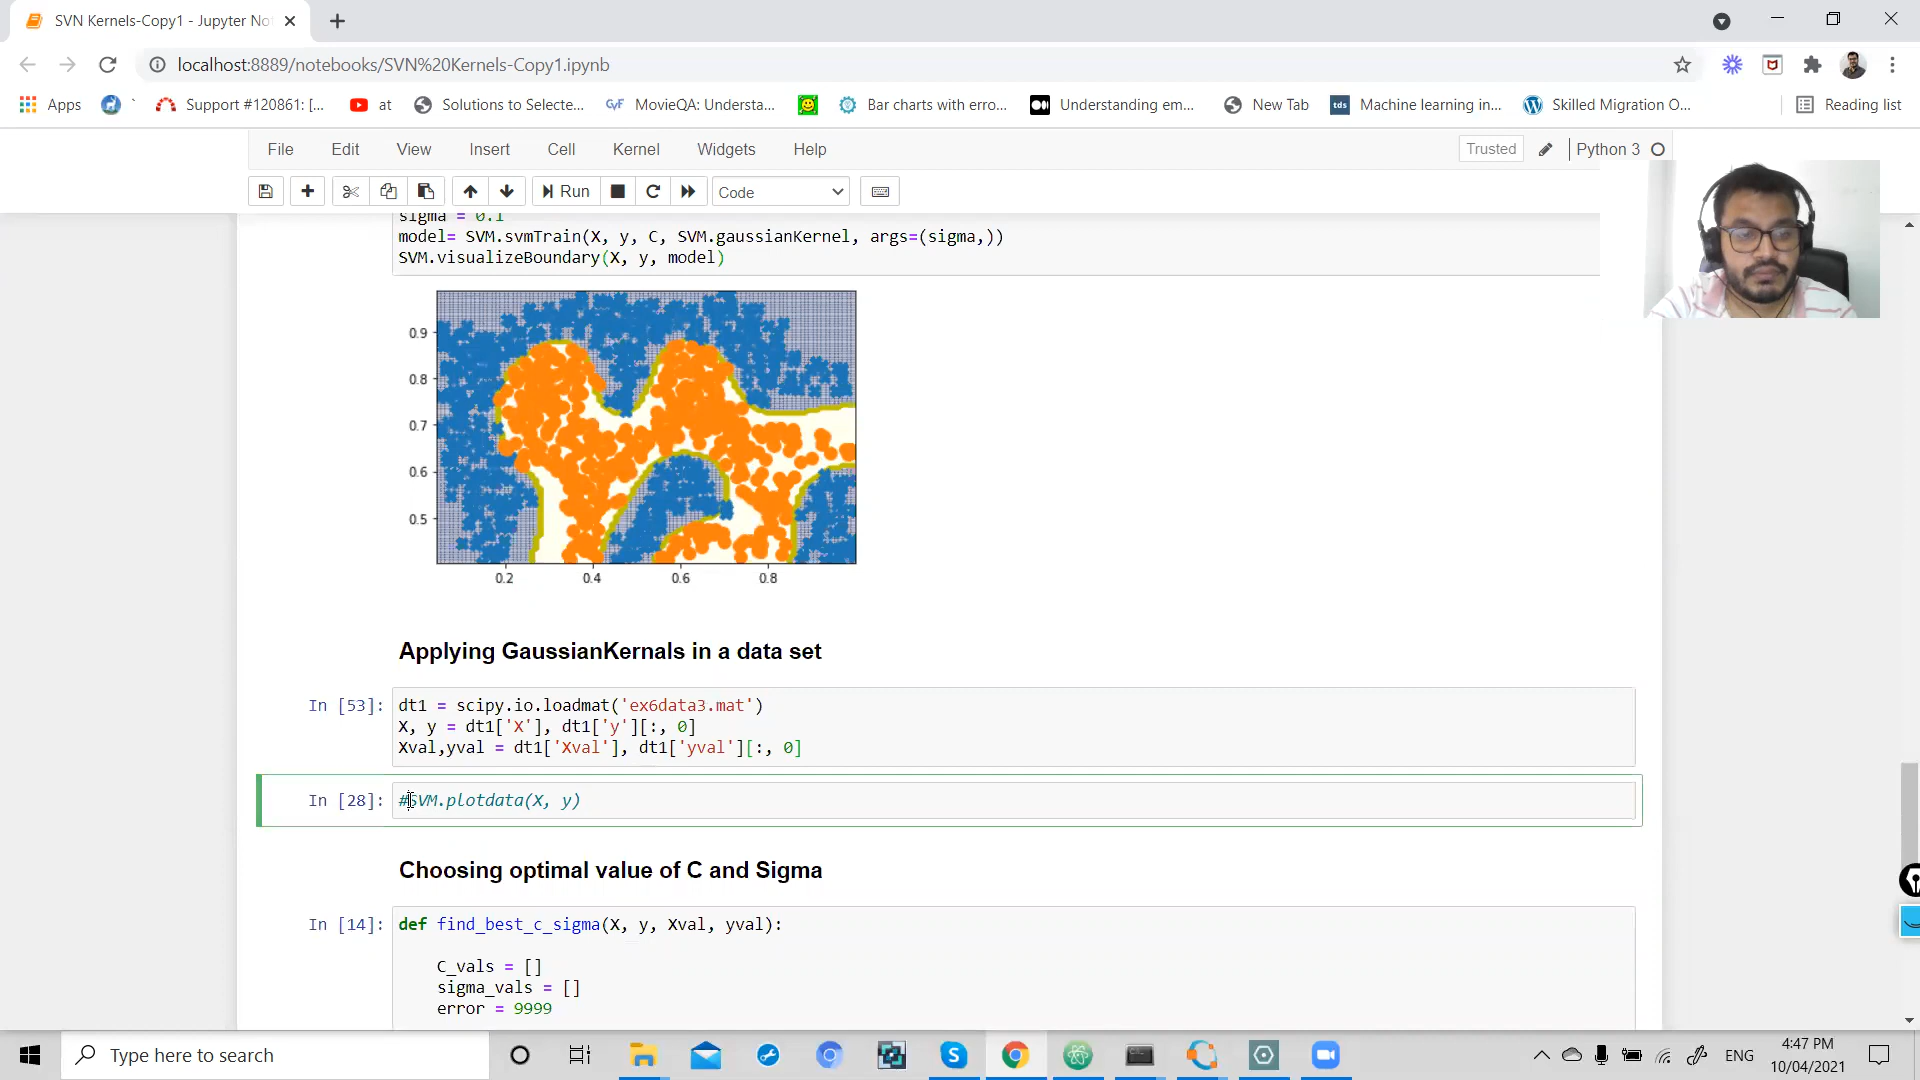 SVN Kernels-Copy1 - Jupyter No
localhost:8889/notebooks/SVN%20Kernels-Copy1.ipynb
Apps
Support #120861: [...
at
Solutions to Selecte...
GyF
MovieQA: Understa...
Bar charts with erro...
Understanding em...
New Tab
tds
Machine learning in...
Skilled Migration O...
Reading list
File Edit View Insert Cell Kernel Widgets Help
Trusted
Python 3
Run
Code
sigma = 0.1
model= SVM.svmTrain(X, y, C, SVM.gaussianKernel, args=(sigma,))
SVM.visualizeBoundary(X, y, model)
0.9
0.8
0.7
0.6
0.5
0.2 0.4 0.6 0.8
Applying GaussianKernals in a data set
In [53]:
dt1 = scipy.io.loadmat('ex6data3.mat')
X, y = dt1['X'], dt1['y'][:, 0]
Xval,yval = dt1['Xval'], dt1['yval'][:, 0]
In [28]:
#SVM.plotdata(X, y)
Choosing optimal value of C and Sigma
In [14]:
def find_best_c_sigma(X, y, Xval, yval):
C_vals = []
sigma_vals = []
error = 9999
Type here to search
ENG
4:47 PM
10/04/2021